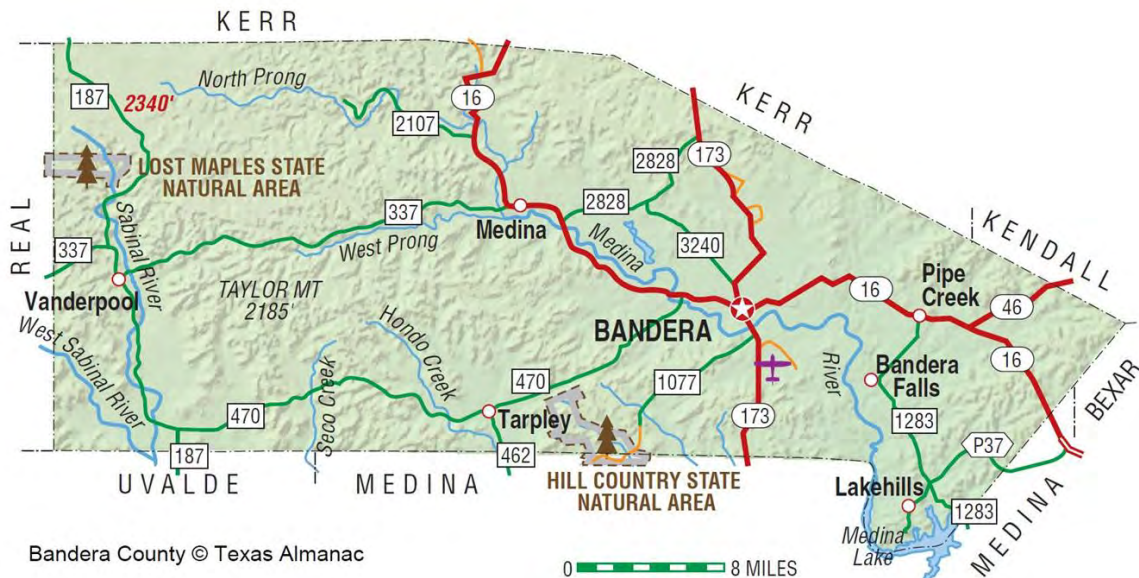 KERR
North Prong
187
2340'
16
KERR
2107
173
2828
LOST MAPLES STATE
NATURAL AREA
REAL
Sabinal River
337
2828
Medina
337
West Prong
Medina
3240
KENDALL
Vanderpool
TAYLOR MT
2185'
Hondo Creek
BANDERA
16
Pipe
Creek
46
West Sabinal River
Seco Creek
470
1077
River
Bandera
Falls
16
BEXAR
470
Tarpley
173
1283
187
462
P37
UVALDE
MEDINA
HILL COUNTRY STATE
NATURAL AREA
Lakehills
1283
MEDINA
Medina
Lake
Bandera County © Texas Almanac
0
8 MILES